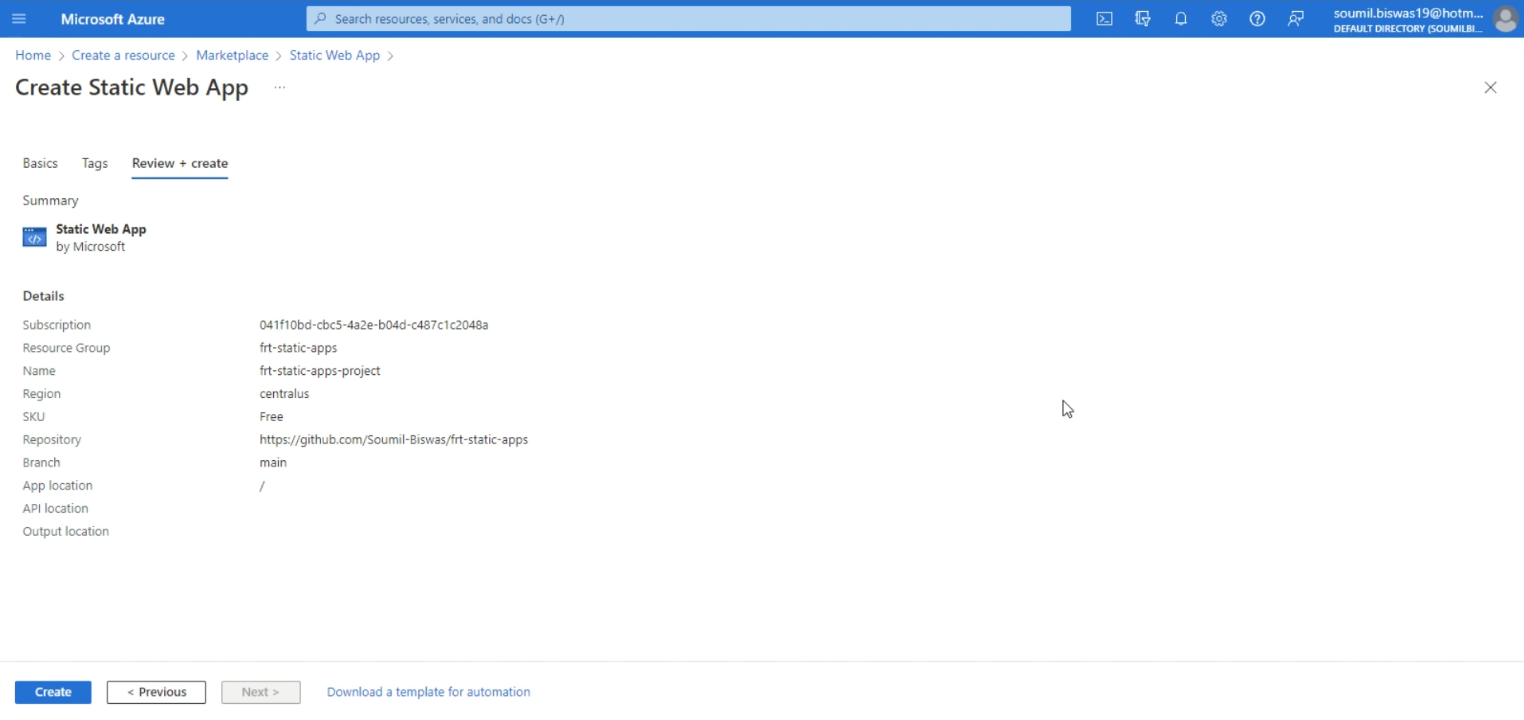 Microsoft Azure
Search resources, services, and docs (G+/)
soumil.biswas19@hotm...
DEFAULT DIRECTORY (SOUMILBI...
Home > Create a resource > Marketplace > Static Web App >
Create Static Web App ...
Basics Tags Review + create
Summary
Static Web App
by Microsoft
Details
Subscription 041f10bd-cbc5-4a2e-b04d-c487c1c2048a
Resource Group frt-static-apps
Name frt-static-apps-project
Region centralus
SKU Free
Repository https://github.com/Soumil-Biswas/frt-static-apps
Branch main
App location /
API location
Output location
Create < Previous Next > Download a template for automation